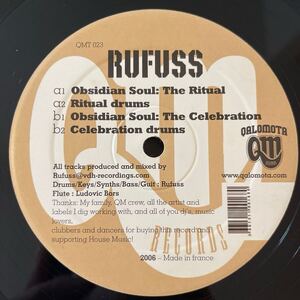 QMT 023
RUFUSS
a1 Obsidian Soul: The Ritual
a2 Ritual drums
b1 Obsidian Soul: The Celebration
b2 Celebration drums
QALOMOTA
QM
RECORDS
www.qalomota.com
All tracks produced and mixed by
Rufuss@vdh-recordings.com
Drums/Keys/Synths/Bass/Guit : Rufuss
Flute : Ludovic Bors
Thanks: My family, QM crew, all the artist and
labels I dig working with, and all of you dj's, music
lovers,
clubbers and dancers for buying this record and
supporting House Music!
RECORDS
2006 - Made in france